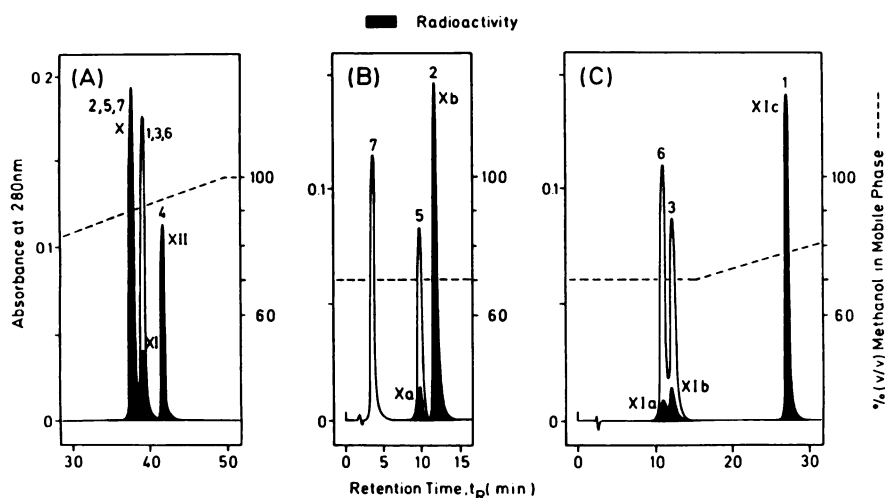 Radioactivity
(A)
(B)
(C)
0.2
2,5,7
X
1,3,6
4
XII
XI
0.1
0
100
60
30
40
50
7
5
2
Xb
Xa
0.1
0
100
60
0
5
10
15
6
3
1
XIc
XIa
XIb
0.1
0
100
60
0
10
20
30
Absorbance at 280nm
Retention Time, tR( min )
% (v/v) Methanol in Mobile Phase ----